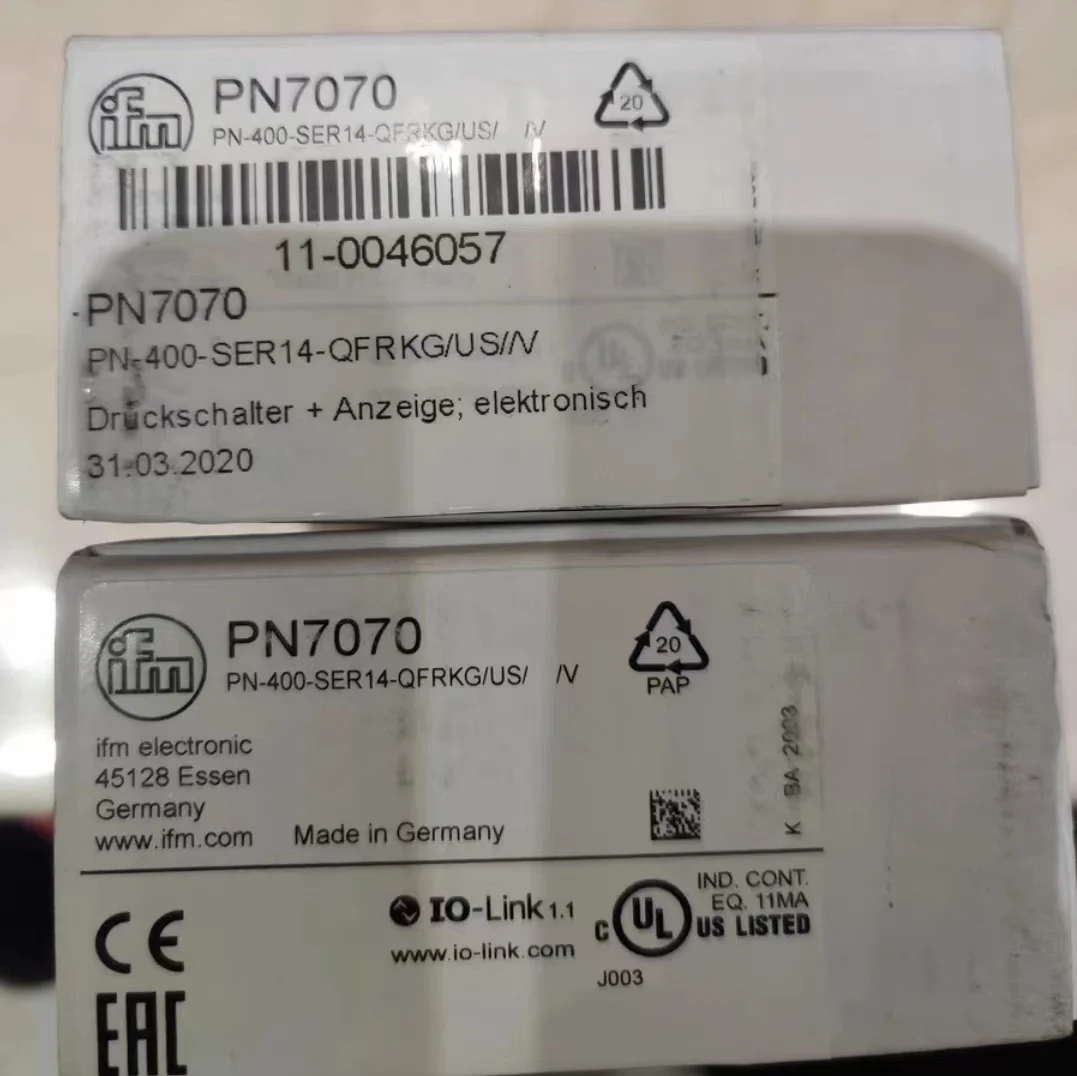 ifm
PN7070
PN-400-SER14-QFRKG/US/ /V
20
11-0046057
PN7070
PN-400-SER14-QFRKG/US//V
Druckschalter + Anzeige; elektronisch
31.03.2020
ifm
PN7070
PN-400-SER14-QFRKG/US/ /V
20
PAP
ifm electronic
45128 Essen
Germany
www.ifm.com
Made in Germany
K BA 2003
CE
EAC
IO-Link 1.1
www.io-link.com
C UL US LISTED
IND. CONT.
EQ. 11MA
J003